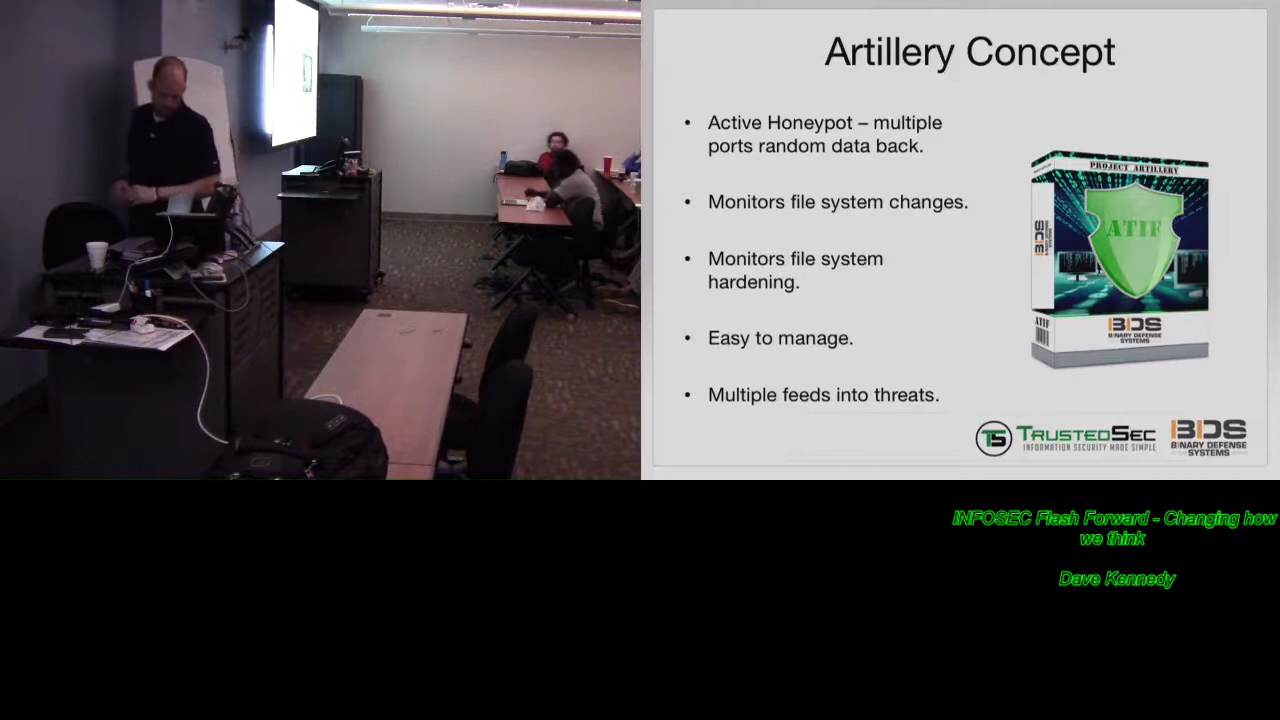 Artillery Concept
• Active Honeypot – multiple
ports random data back.
• Monitors file system changes.
• Monitors file system
hardening.
• Easy to manage.
• Multiple feeds into threats.
PROJECT ARTILLERY
ATIF
ATIF
BDS
BINARY DEFENSE
SYSTEMS
TS TRUSTEDSEC
INFORMATION SECURITY MADE SIMPLE
BDS
BINARY DEFENSE
SYSTEMS
INFOSEC Flash Forward - Changing how
we think
Dave Kennedy